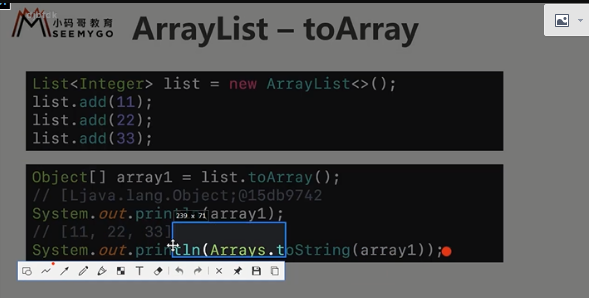 小码哥教育
SEEMYGO
ArrayList – toArray
List<Integer> list = new ArrayList<>();
list.add(11);
list.add(22);
list.add(33);
Object[] array1 = list.toArray();
// [Ljava.lang.Object;@15db9742
System.out.println(array1);
239 x 71
// [11, 22, 33]
System.out.println(Arrays.toString(array1));